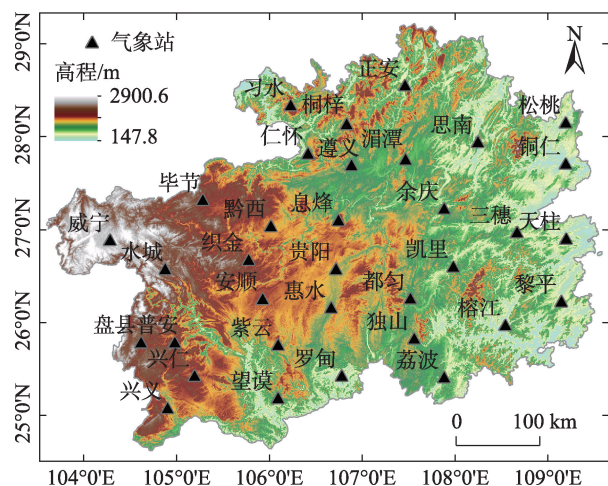 29°0′N
28°0′N
27°0′N
26°0′N
25°0′N
气象站
高程/m
2900.6
147.8
N
正安
习水
桐梓
松桃
思南
仁怀
遵义
湄潭
铜仁
毕节
余庆
息烽
黔西
三穗
天柱
威宁
水城
织金
贵阳
凯里
安顺
惠水
都匀
黎平
榕江
盘县
普安
紫云
独山
兴仁
罗甸
荔波
望谟
兴义
0 100 km
104°0′E 105°0′E 106°0′E 107°0′E 108°0′E 109°0′E